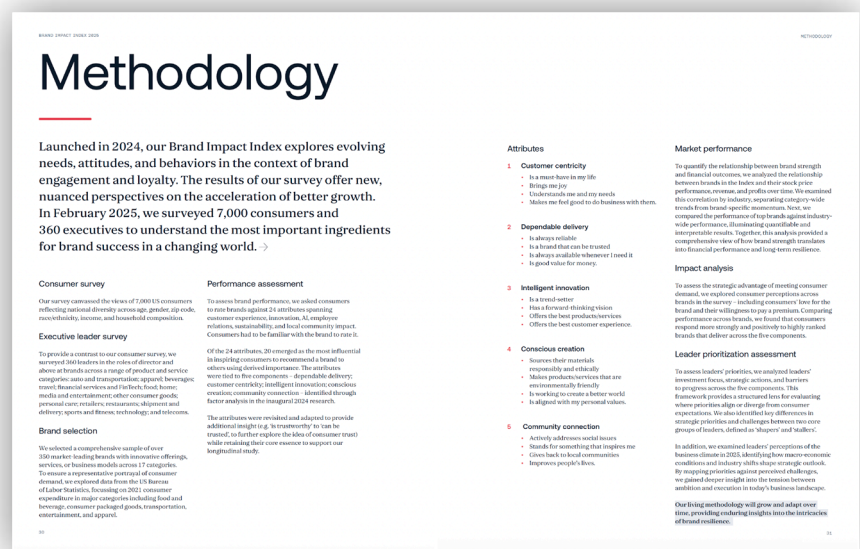 BRAND IMPACT INDEX 2025
METHODOLOGY
Methodology
Launched in 2024, our Brand Impact Index explores evolving
needs, attitudes, and behaviors in the context of brand
engagement and loyalty. The results of our survey offer new,
nuanced perspectives on the acceleration of better growth.
In February 2025, we surveyed 7,000 consumers and
360 executives to understand the most important ingredients
for brand success in a changing world. →
Consumer survey
Our survey canvassed the views of 7,000 US consumers
reflecting national diversity across age, gender, zip code,
race/ethnicity, income, and household composition.
Executive leader survey
To provide a contrast to our consumer survey, we
surveyed 360 leaders in the roles of director and
above at brands across a range of product and service
categories: auto and transportation; apparel; beverages;
travel; financial services and FinTech; food; home;
media and entertainment; other consumer goods;
personal care; retailers; restaurants; shipment and
delivery; sports and fitness; technology; and telecoms.
Brand selection
We selected a comprehensive sample of over
350 market-leading brands with innovative offerings,
services, or business models across 17 categories.
To ensure a representative portrayal of consumer
demand, we explored data from the US Bureau
of Labor Statistics, focussing on 2021 consumer
expenditure in major categories including food and
beverage, consumer packaged goods, transportation,
entertainment, and apparel.
Performance assessment
To assess brand performance, we asked consumers
to rate brands against 24 attributes spanning
customer experience, innovation, AI, employee
relations, sustainability, and local community impact.
Consumers had to be familiar with the brand to rate it.
Of the 24 attributes, 20 emerged as the most influential
in inspiring consumers to recommend a brand to
others using derived importance. The attributes
were tied to five components – dependable delivery;
customer centricity; intelligent innovation; conscious
creation; community connection – identified through
factor analysis in the inaugural 2024 research.
The attributes were revisited and adapted to provide
additional insight (e.g. 'is trustworthy' to 'can be
trusted', to further explore the idea of consumer trust)
while retaining their core essence to support our
longitudinal study.
30
Attributes
1 Customer centricity
• Is a must-have in my life
• Brings me joy
• Understands me and my needs
• Makes me feel good to do business with them.
2 Dependable delivery
• Is always reliable
• Is a brand that can be trusted
• Is always available whenever I need it
• Is good value for money.
3 Intelligent innovation
• Is a trend-setter
• Has a forward-thinking vision
• Offers the best products/services
• Offers the best customer experience.
4 Conscious creation
• Sources their materials
responsibly and ethically
• Makes products/services that are
environmentally friendly
• Is working to create a better world
• Is aligned with my personal values.
5 Community connection
• Actively addresses social issues
• Stands for something that inspires me
• Gives back to local communities
• Improves people's lives.
Market performance
To quantify the relationship between brand strength
and financial outcomes, we analyzed the relationship
between brands in the Index and their stock price
performance, revenue, and profits over time. We examined
this correlation by industry, separating category-wide
trends from brand-specific momentum. Next, we
compared the performance of top brands against industry-
wide performance, illuminating quantifiable and
interpretable results. Together, this analysis provided a
comprehensive view of how brand strength translates
into financial performance and long-term resilience.
Impact analysis
To assess the strategic advantage of meeting consumer
demand, we explored consumer perceptions across
brands in the survey – including consumers' love for the
brand and their willingness to pay a premium. Comparing
performance across brands, we found that consumers
respond more strongly and positively to highly ranked
brands that deliver across the five components.
Leader prioritization assessment
To assess leaders' priorities, we analyzed leaders'
investment focus, strategic actions, and barriers
to progress across the five components. This
framework provides a structured lens for evaluating
where priorities align or diverge from consumer
expectations. We also identified key differences in
strategic priorities and challenges between two core
groups of leaders, defined as 'shapers' and 'stallers'.
In addition, we examined leaders' perceptions of the
business climate in 2025, identifying how macro-economic
conditions and industry shifts shape strategic outlook.
By mapping priorities against perceived challenges,
we gained deeper insight into the tension between
ambition and execution in today's business landscape.
Our living methodology will grow and adapt over
time, providing enduring insights into the intricacies
of brand resilience.
31